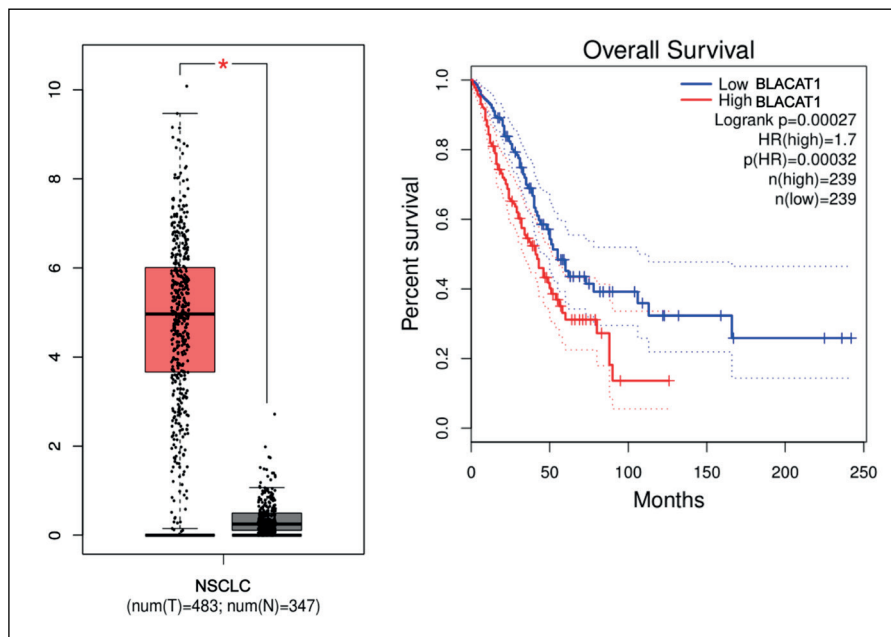 10
8
6
4
2
0
*
NSCLC
(num(T)=483; num(N)=347)
Overall Survival
Low BLACAT1
High BLACAT1
Logrank p=0.00027
HR(high)=1.7
p(HR)=0.00032
n(high)=239
n(low)=239
Percent survival
1.0
0.8
0.6
0.4
0.2
0.0
0 50 100 150 200 250
Months